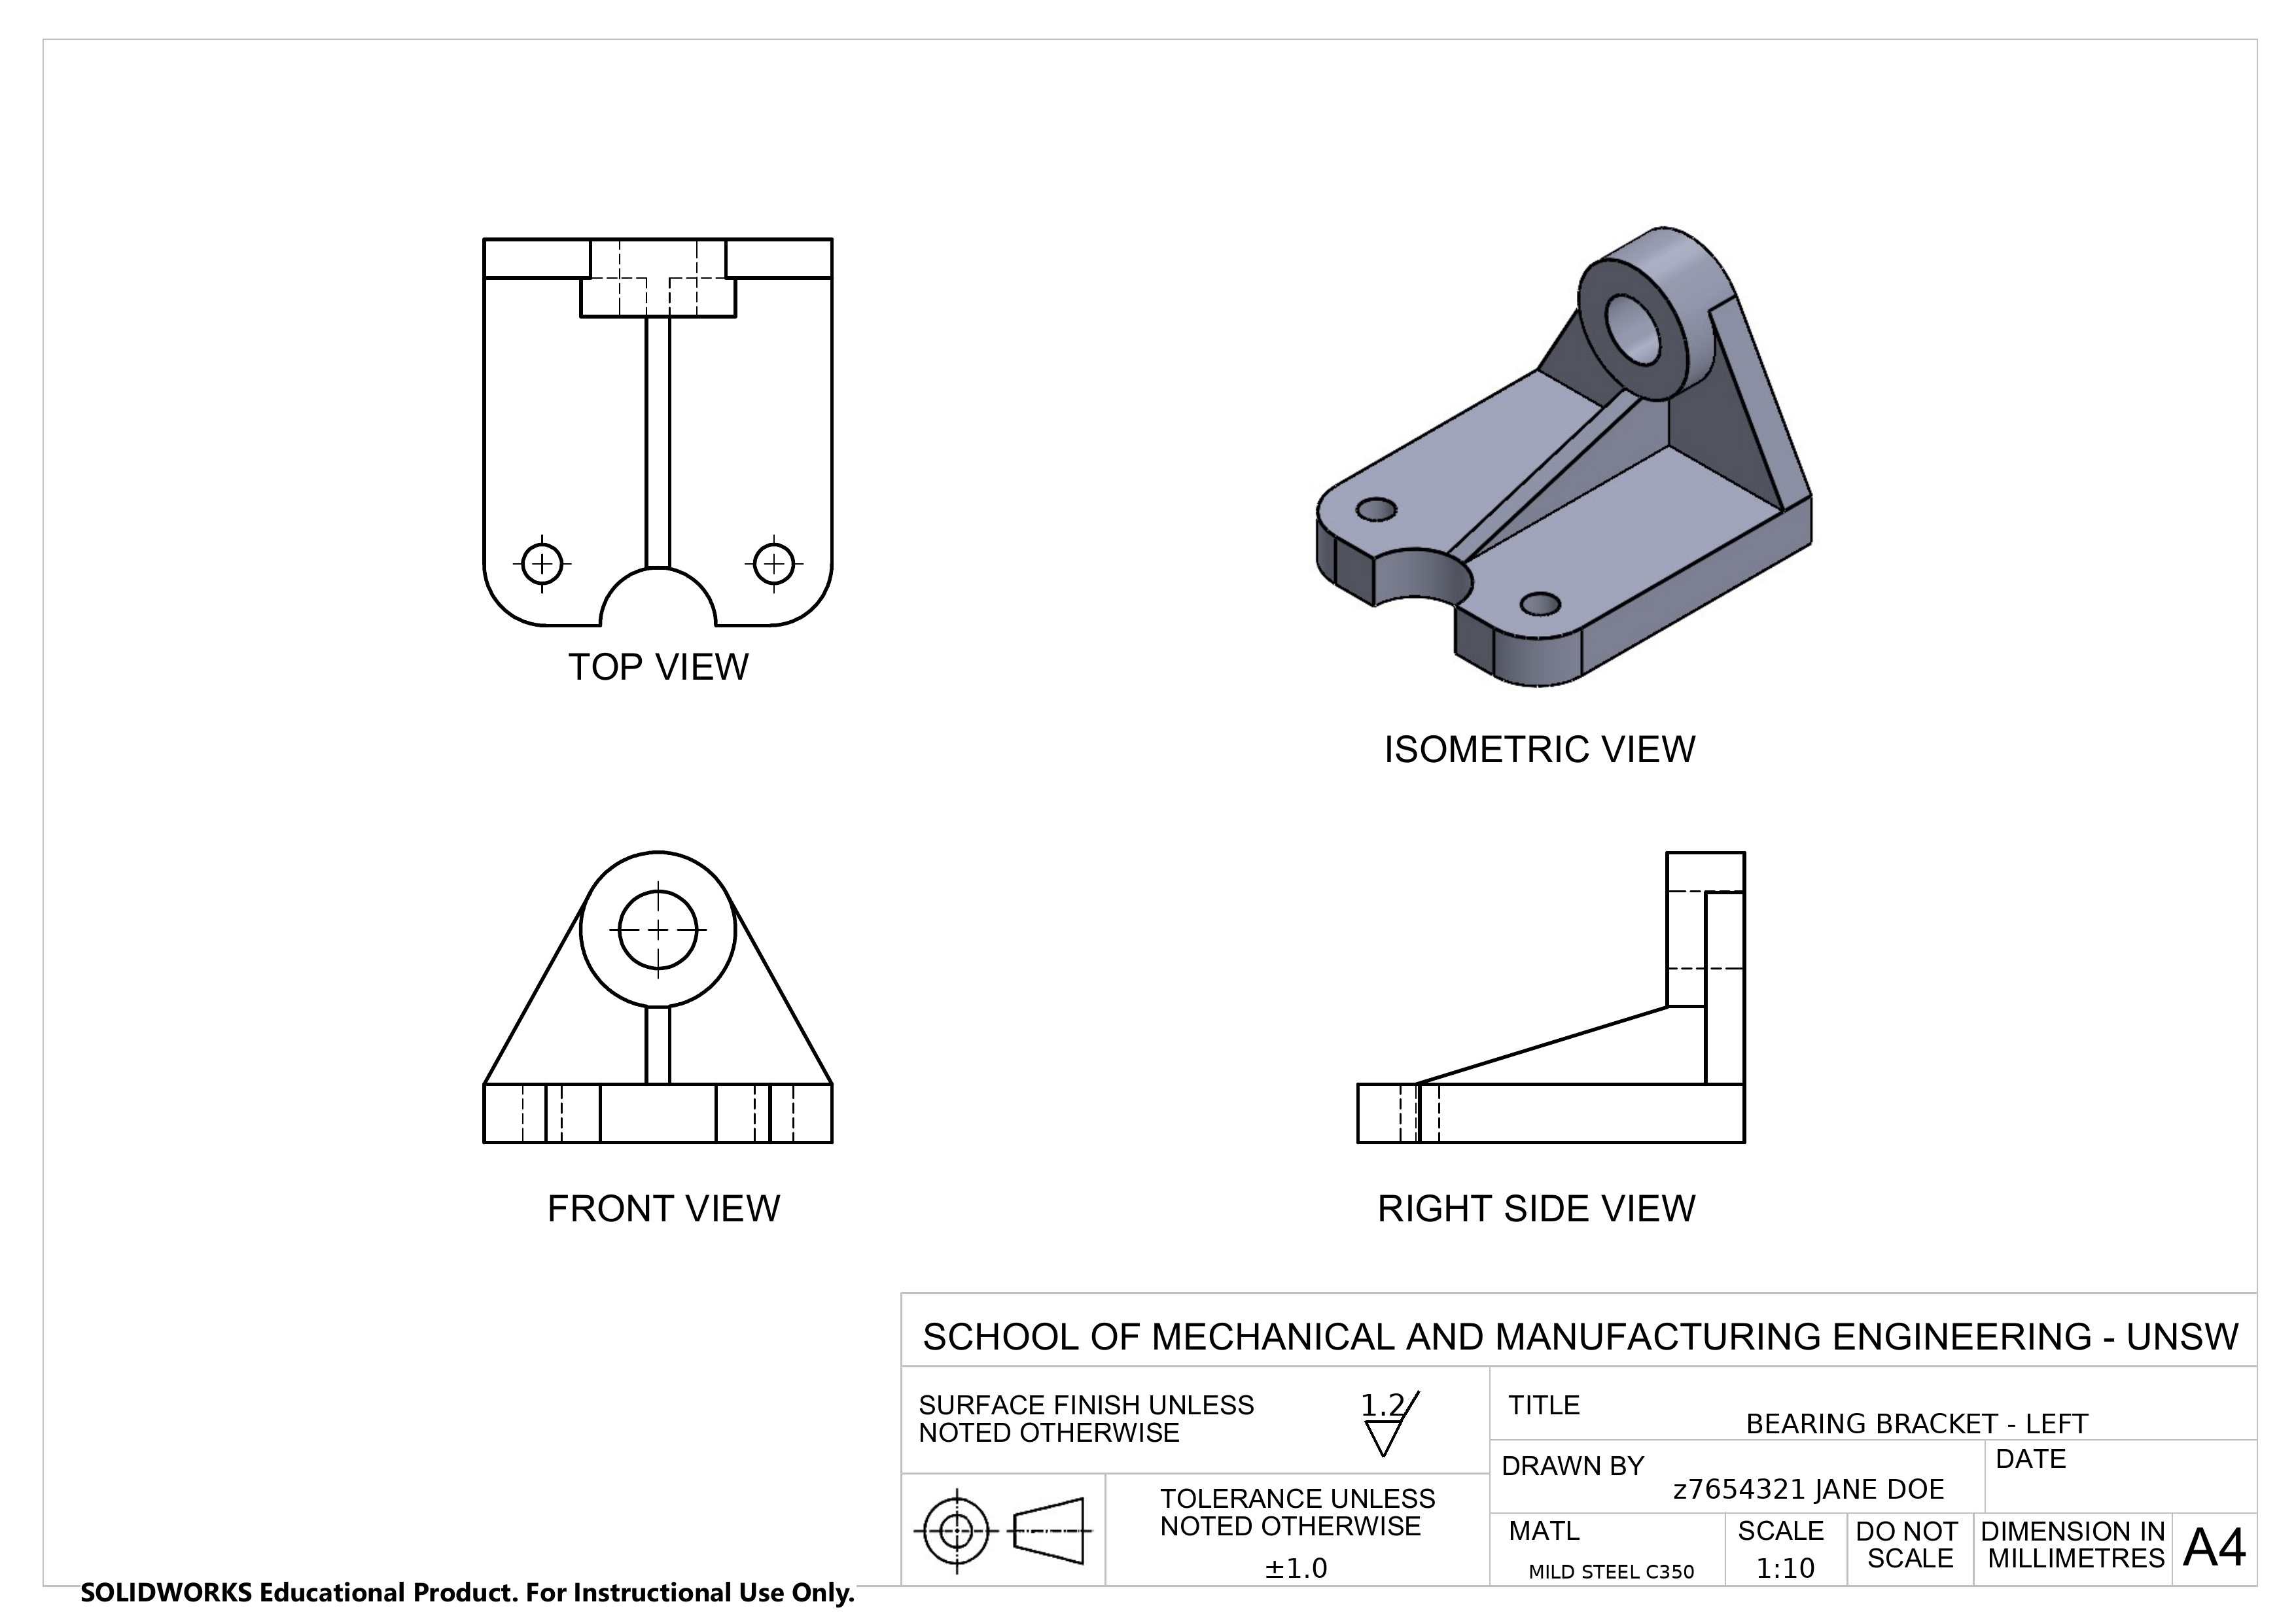 TOP VIEW
ISOMETRIC VIEW
FRONT VIEW
RIGHT SIDE VIEW
SCHOOL OF MECHANICAL AND MANUFACTURING ENGINEERING - UNSW
SURFACE FINISH UNLESS
NOTED OTHERWISE
1.2
TITLE
BEARING BRACKET - LEFT
DRAWN BY
z7654321 JANE DOE
DATE
TOLERANCE UNLESS
NOTED OTHERWISE
±1.0
MATL
MILD STEEL C350
SCALE
1:10
DO NOT
SCALE
DIMENSION IN
MILLIMETRES
A4
SOLIDWORKS Educational Product. For Instructional Use Only.